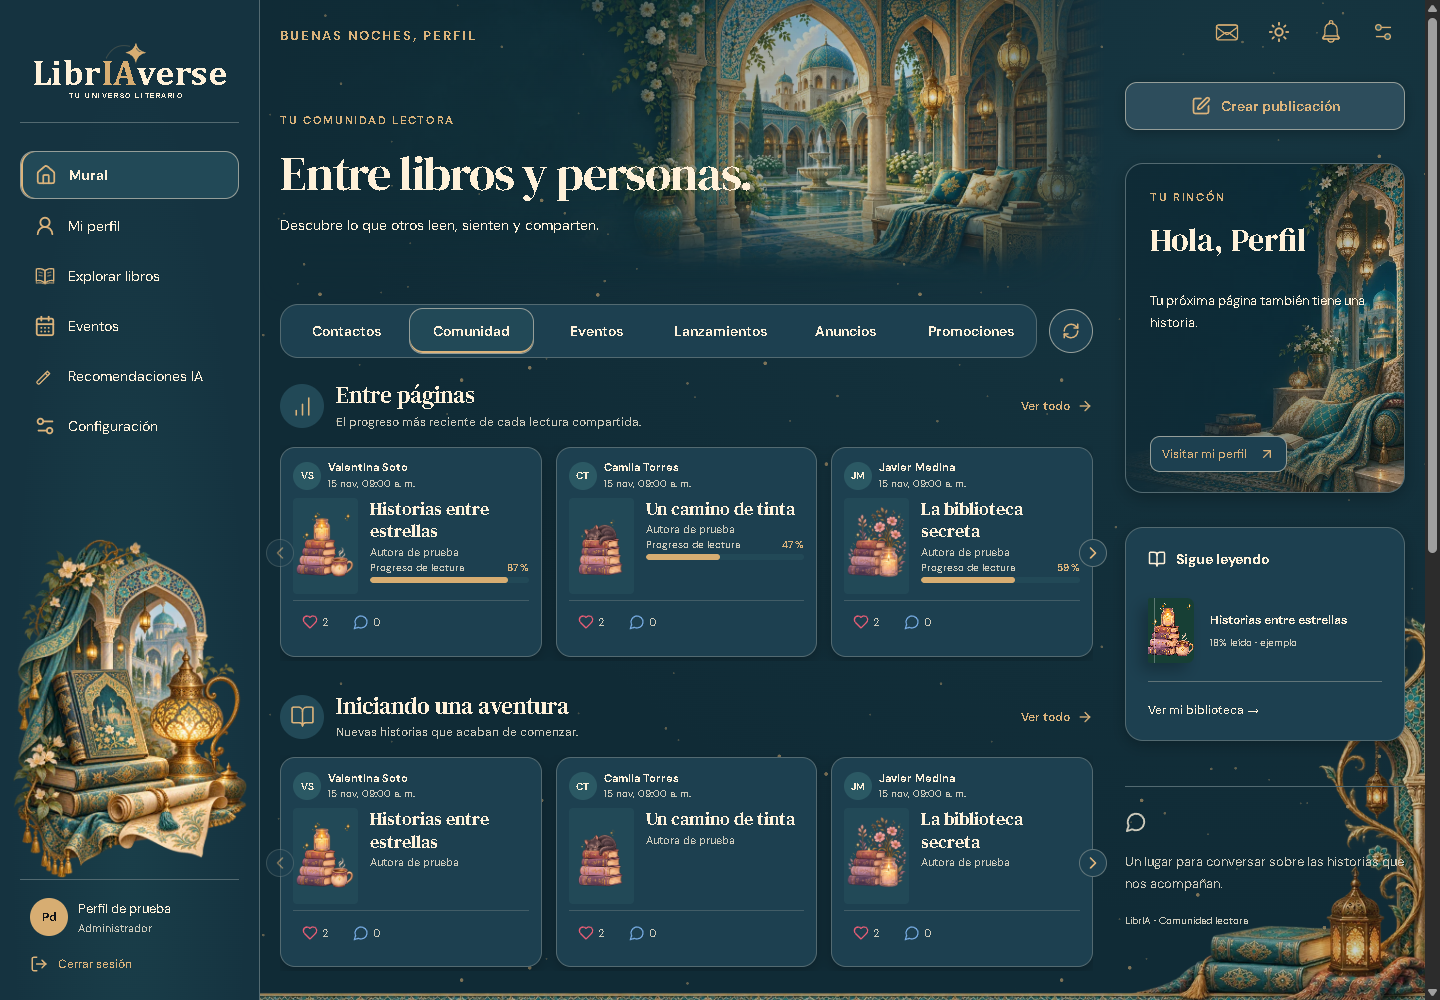 LibrIAverse
TU UNIVERSO LITERARIO
Mural
Mi perfil
Explorar libros
Eventos
Recomendaciones IA
Configuración
Pd
Perfil de prueba
Administrador
Cerrar sesión
BUENAS NOCHES, PERFIL
TU COMUNIDAD LECTORA
Entre libros y personas.
Descubre lo que otros leen, sienten y comparten.
Contactos
Comunidad
Eventos
Lanzamientos
Anuncios
Promociones
Entre páginas
El progreso más reciente de cada lectura compartida.
Ver todo →
VS
Valentina Soto
15 nov, 09:00 a. m.
Historias entre
estrellas
Autora de prueba
Progreso de lectura 87%
2 0
CT
Camila Torres
15 nov, 09:00 a. m.
Un camino de tinta
Autora de prueba
Progreso de lectura 47%
2 0
JM
Javier Medina
15 nov, 09:00 a. m.
La biblioteca
secreta
Autora de prueba
Progreso de lectura 59%
2 0
Iniciando una aventura
Nuevas historias que acaban de comenzar.
Ver todo →
VS
Valentina Soto
15 nov, 09:00 a. m.
Historias entre
estrellas
Autora de prueba
2 0
CT
Camila Torres
15 nov, 09:00 a. m.
Un camino de tinta
Autora de prueba
2 0
JM
Javier Medina
15 nov, 09:00 a. m.
La biblioteca
secreta
Autora de prueba
2 0
Crear publicación
TU RINCÓN
Hola, Perfil
Tu próxima página también tiene una
historia.
Visitar mi perfil
Sigue leyendo
Historias entre estrellas
18% leído · ejemplo
Ver mi biblioteca →
Un lugar para conversar sobre las historias que
nos acompañan.
LibrIA · Comunidad lectora